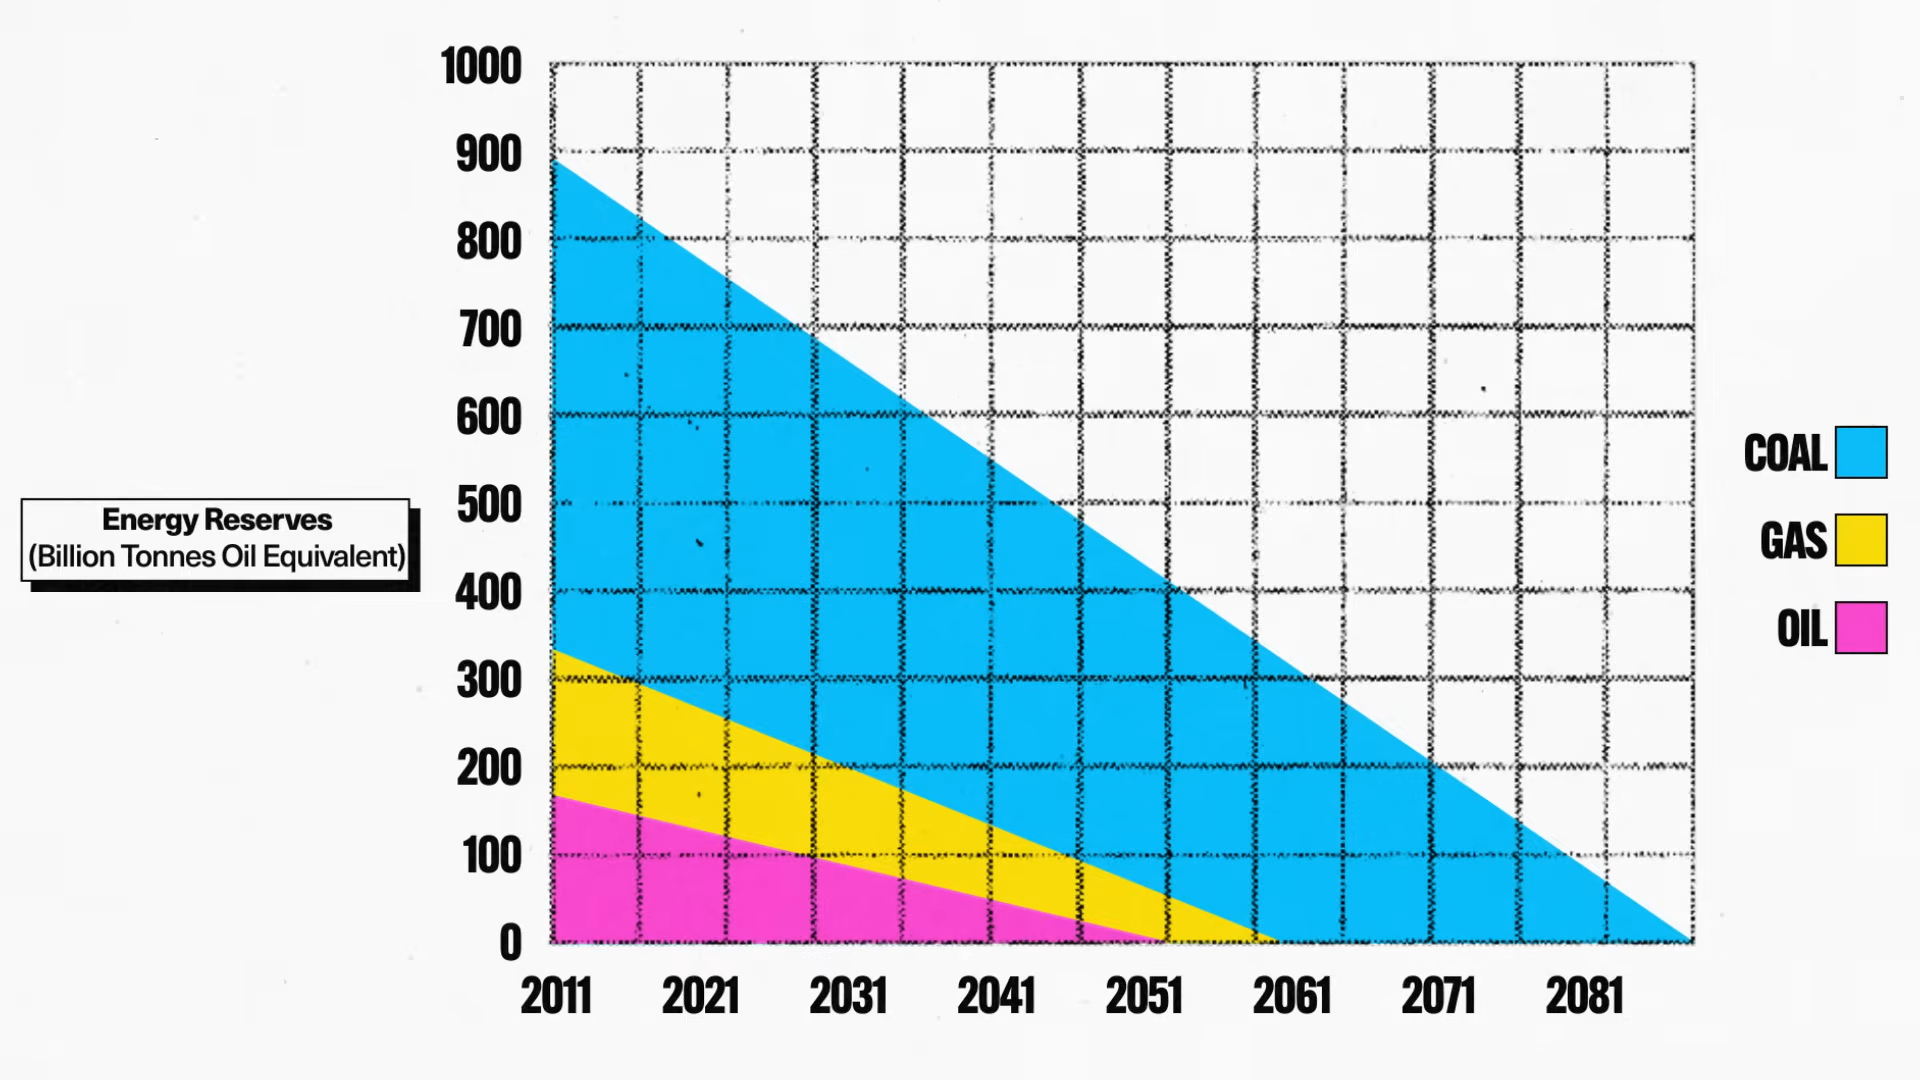 1000
900
800
700
600
500
400
300
200
100
0
Energy Reserves
(Billion Tonnes Oil Equivalent)
2011 2021 2031 2041 2051 2061 2071 2081
COAL
GAS
OIL